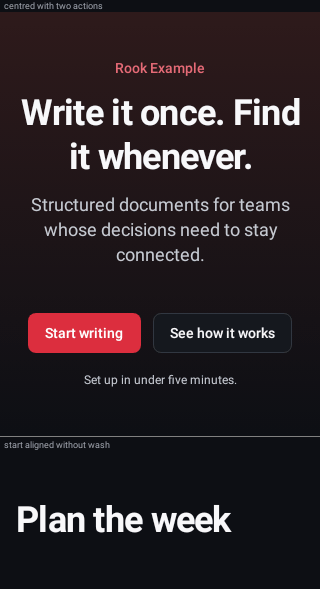 centred with two actions
Rook Example
Write it once. Find
it whenever.
Structured documents for teams
whose decisions need to stay
connected.
Start writing
See how it works
Set up in under five minutes.
start aligned without wash
Plan the week